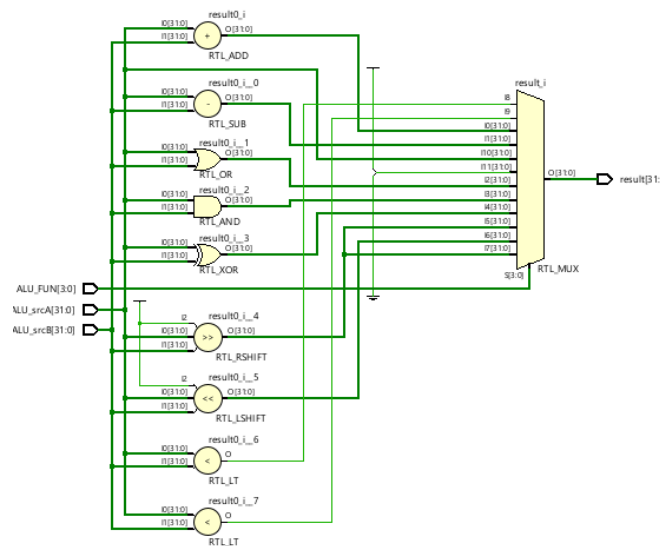 result0_i
I0[31:0]
I1[31:0]
+
O[31:0]
RTL_ADD
result0_i__0
I0[31:0]
I1[31:0]
-
O[31:0]
RTL_SUB
result0_i__1
I0[31:0]
I1[31:0]
O[31:0]
RTL_OR
result0_i__2
I0[31:0]
I1[31:0]
O[31:0]
RTL_AND
result0_i__3
I0[31:0]
I1[31:0]
O[31:0]
RTL_XOR
result_i
I8
I9
I0[31:0]
I1[31:0]
I10[31:0]
I11[31:0]
I2[31:0]
I3[31:0]
I4[31:0]
I5[31:0]
I6[31:0]
I7[31:0]
S[3:0]
O[31:0]
RTL_MUX
result[31:
ALU_FUN[3:0]
ALU_srcA[31:0]
ALU_srcB[31:0]
result0_i__4
I2
I0[31:0]
I1[31:0]
>>
O[31:0]
RTL_RSHIFT
result0_i__5
I2
I0[31:0]
I1[31:0]
<<
O[31:0]
RTL_LSHIFT
result0_i__6
I0[31:0]
I1[31:0]
<
O
RTL_LT
result0_i__7
I0[31:0]
I1[31:0]
<
O
RTL_LT